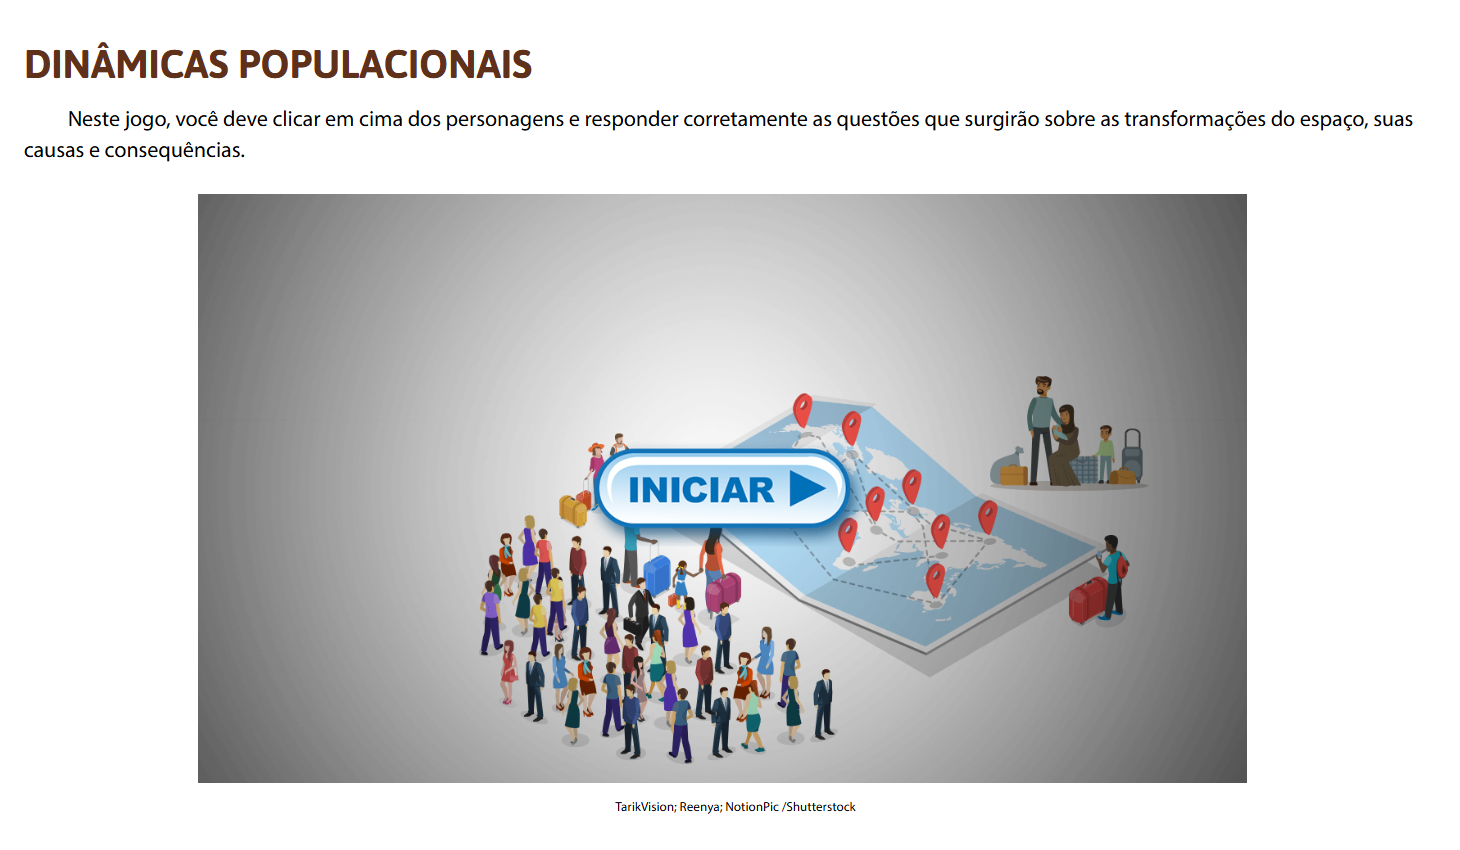 DINÂMICAS POPULACIONAIS
Neste jogo, você deve clicar em cima dos personagens e responder corretamente as questões que surgirão sobre as transformações do espaço, suas
causas e consequências.
INICIAR
TarikVision; Reenya; NotionPic /Shutterstock